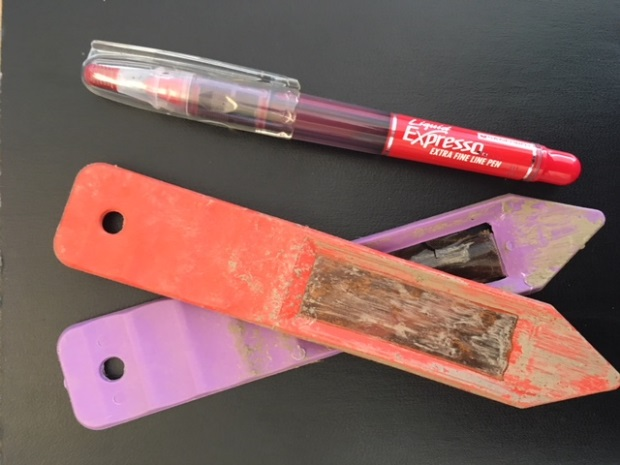 Liquid
Expresso
EXTRA FINE LINE PEN